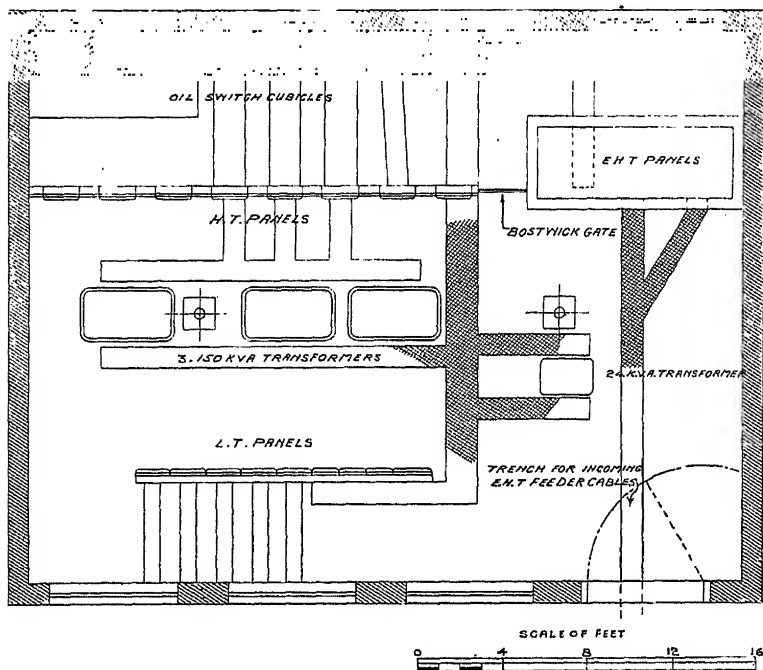 OIL SWITCH CUBICLES
E.H.T PANELS
H.T. PANELS
BOSTWICK GATE
3. 150 KVA TRANSFORMERS
24 K.V.A. TRANSFORMER
L.T. PANELS
TRENCH FOR INCOMING
E.H.T FEEDER CABLES
SCALE OF FEET
0 4 8 12 16